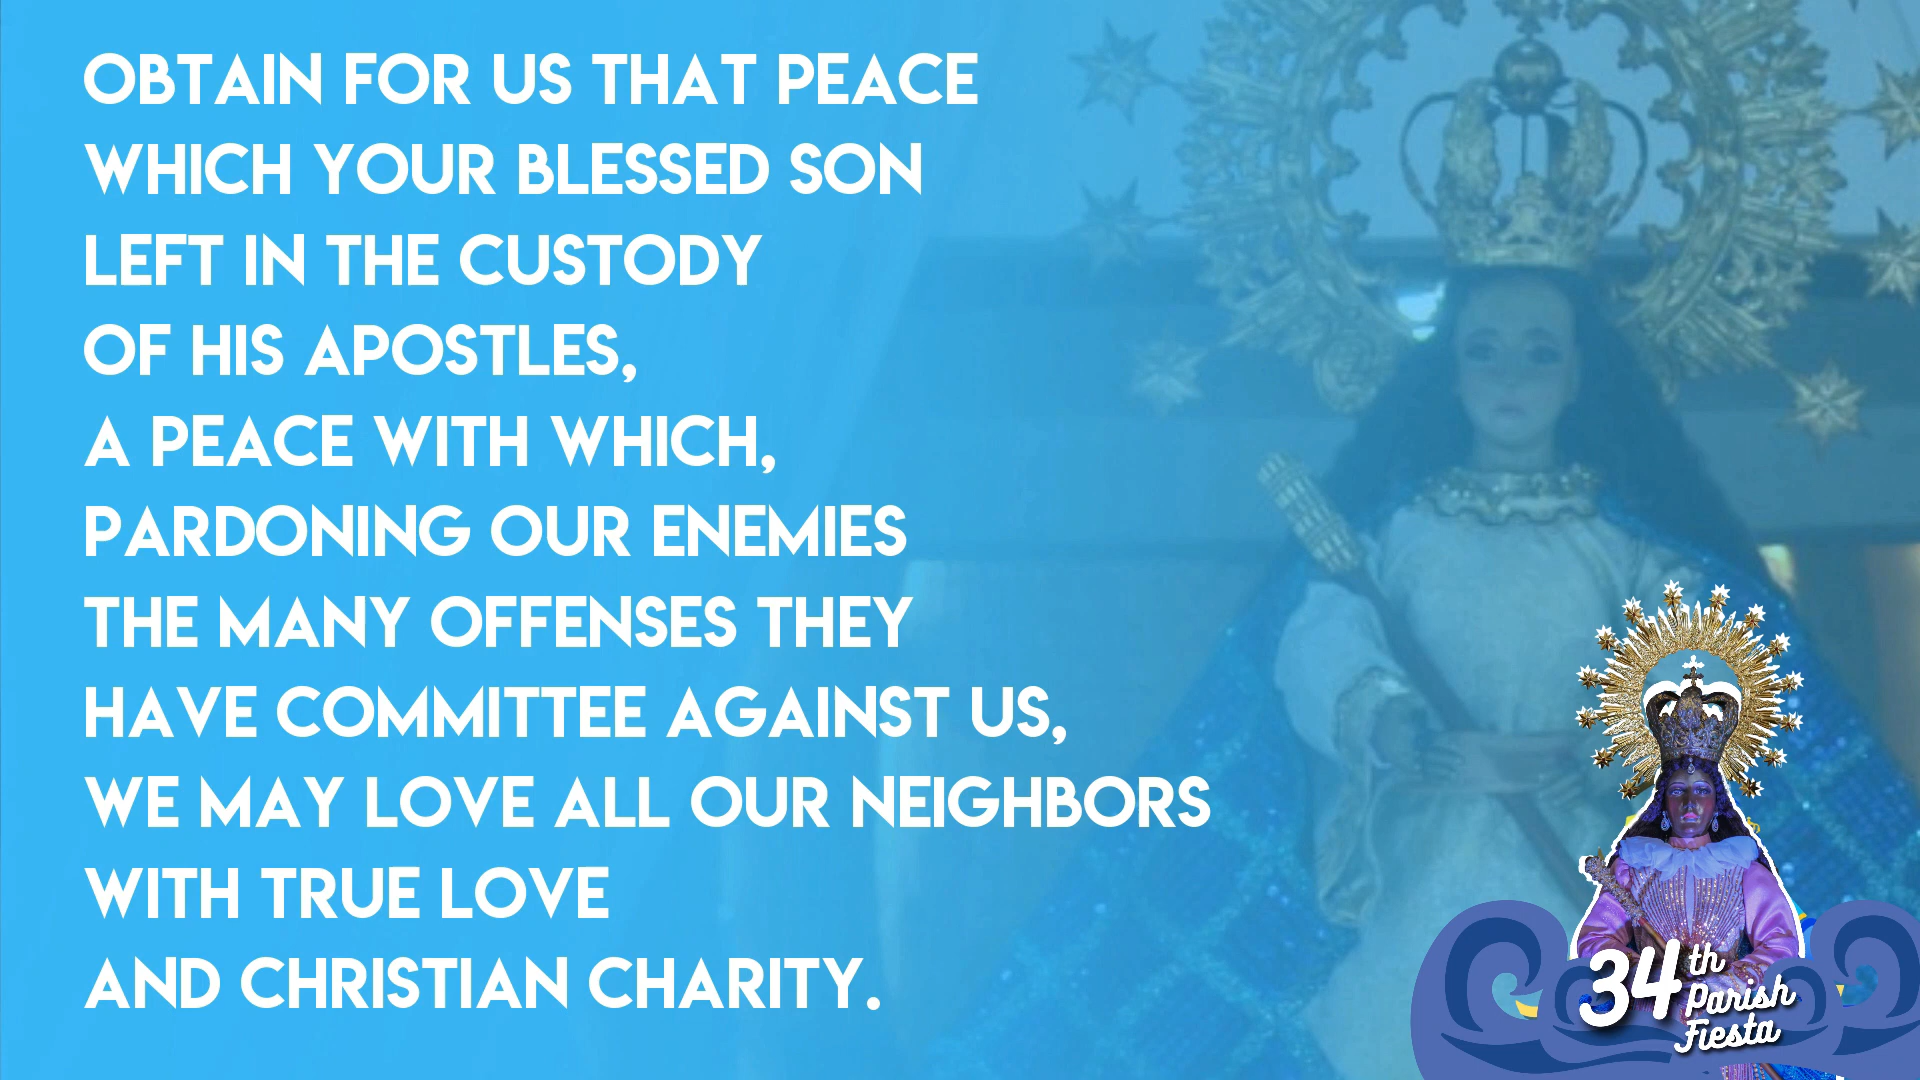 OBTAIN FOR US THAT PEACE
WHICH YOUR BLESSED SON
LEFT IN THE CUSTODY
OF HIS APOSTLES,
A PEACE WITH WHICH,
PARDONING OUR ENEMIES
THE MANY OFFENSES THEY
HAVE COMMITTEE AGAINST US,
WE MAY LOVE ALL OUR NEIGHBORS
WITH TRUE LOVE
AND CHRISTIAN CHARITY.
34th
Parish
Fiesta